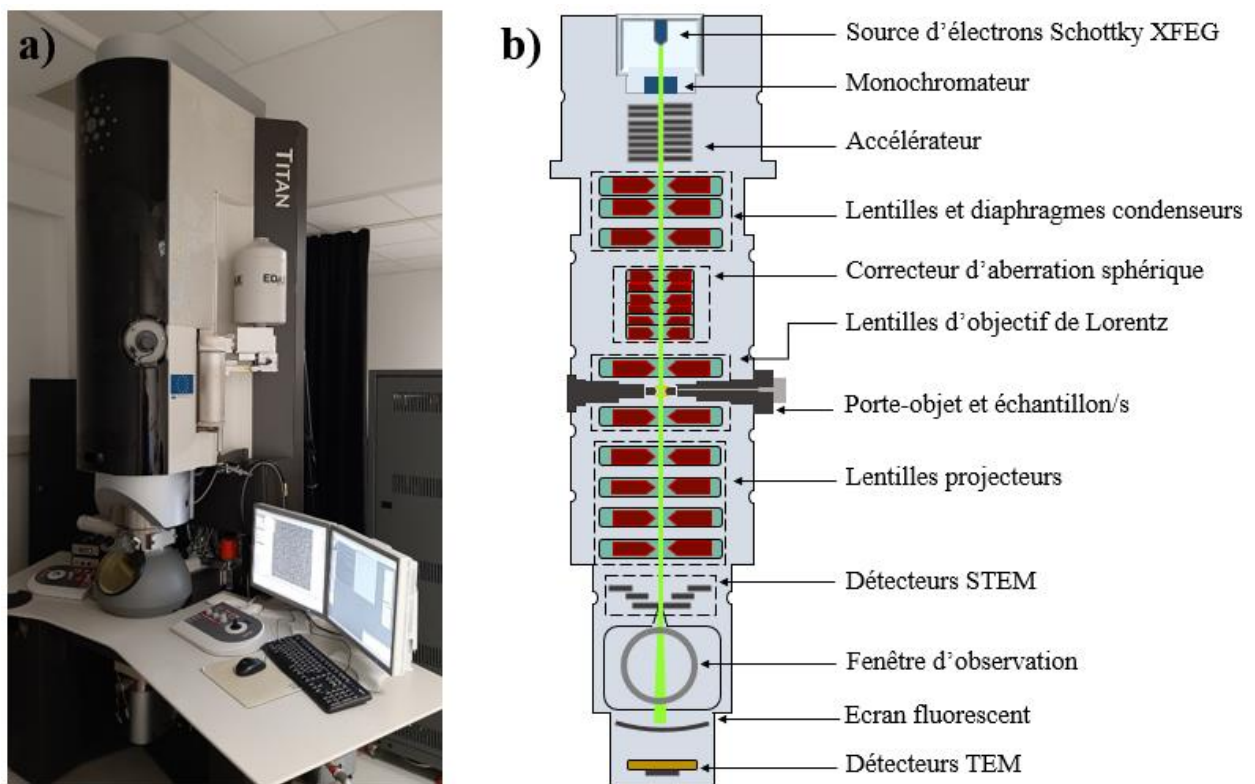 a)
TITAN
EDA
b)
Source d’électrons Schottky XFEG
Monochromateur
Accélérateur
Lentilles et diaphragmes condenseurs
Correcteur d’aberration sphérique
Lentilles d’objectif de Lorentz
Porte-objet et échantillon/s
Lentilles projecteurs
Détecteurs STEM
Fenêtre d’observation
Ecran fluorescent
Détecteurs TEM